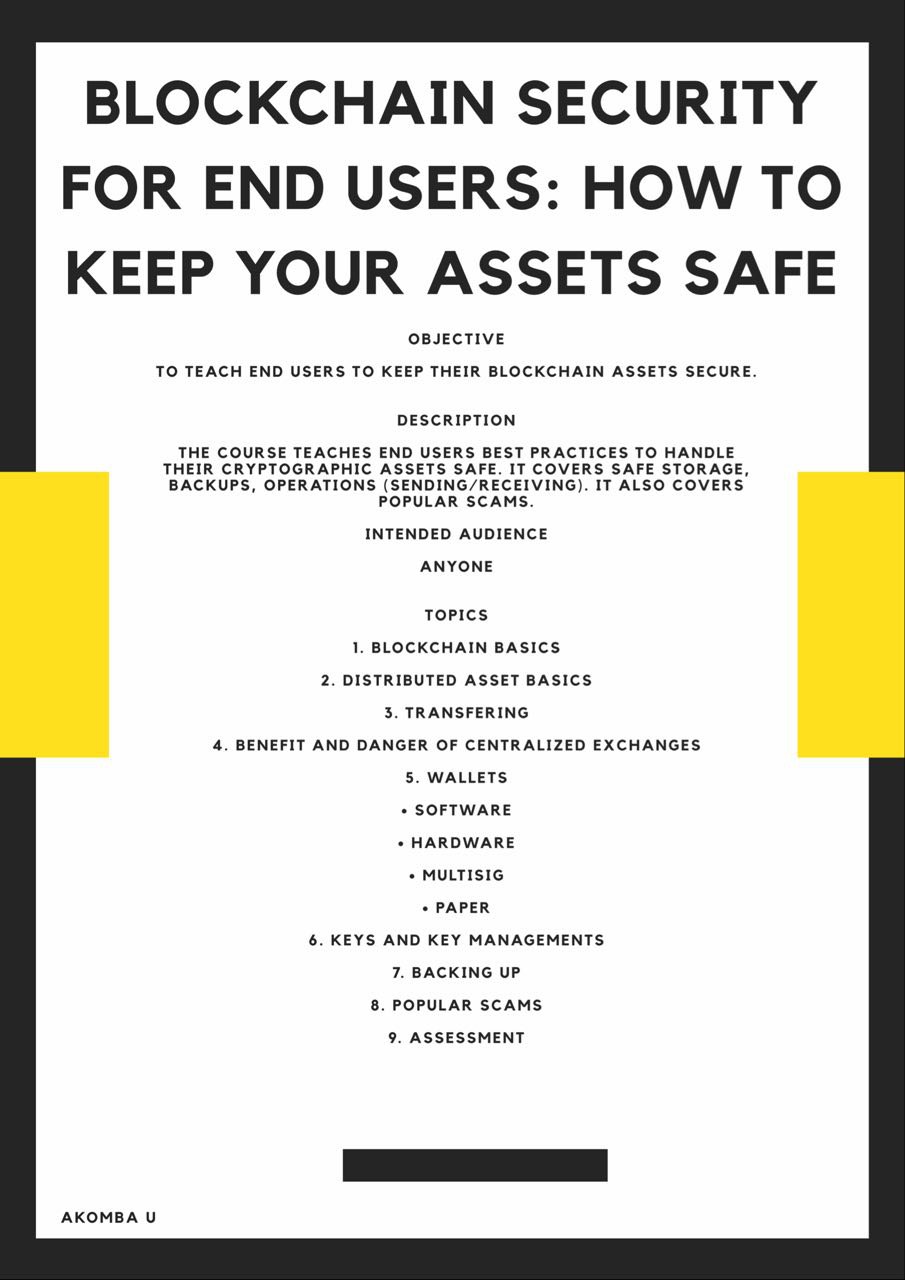 BLOCKCHAIN SECURITY
FOR END USERS: HOW TO
KEEP YOUR ASSETS SAFE
OBJECTIVE
TO TEACH END USERS TO KEEP THEIR BLOCKCHAIN ASSETS SECURE.
DESCRIPTION
THE COURSE TEACHES END USERS BEST PRACTICES TO HANDLE
THEIR CRYPTOGRAPHIC ASSETS SAFE. IT COVERS SAFE STORAGE,
BACKUPS, OPERATIONS (SENDING/RECEIVING). IT ALSO COVERS
POPULAR SCAMS.
INTENDED AUDIENCE
ANYONE
TOPICS
1. BLOCKCHAIN BASICS
2. DISTRIBUTED ASSET BASICS
3. TRANSFERING
4. BENEFIT AND DANGER OF CENTRALIZED EXCHANGES
5. WALLETS
• SOFTWARE
• HARDWARE
• MULTISIG
• PAPER
6. KEYS AND KEY MANAGEMENTS
7. BACKING UP
8. POPULAR SCAMS
9. ASSESSMENT
AKOMBA U